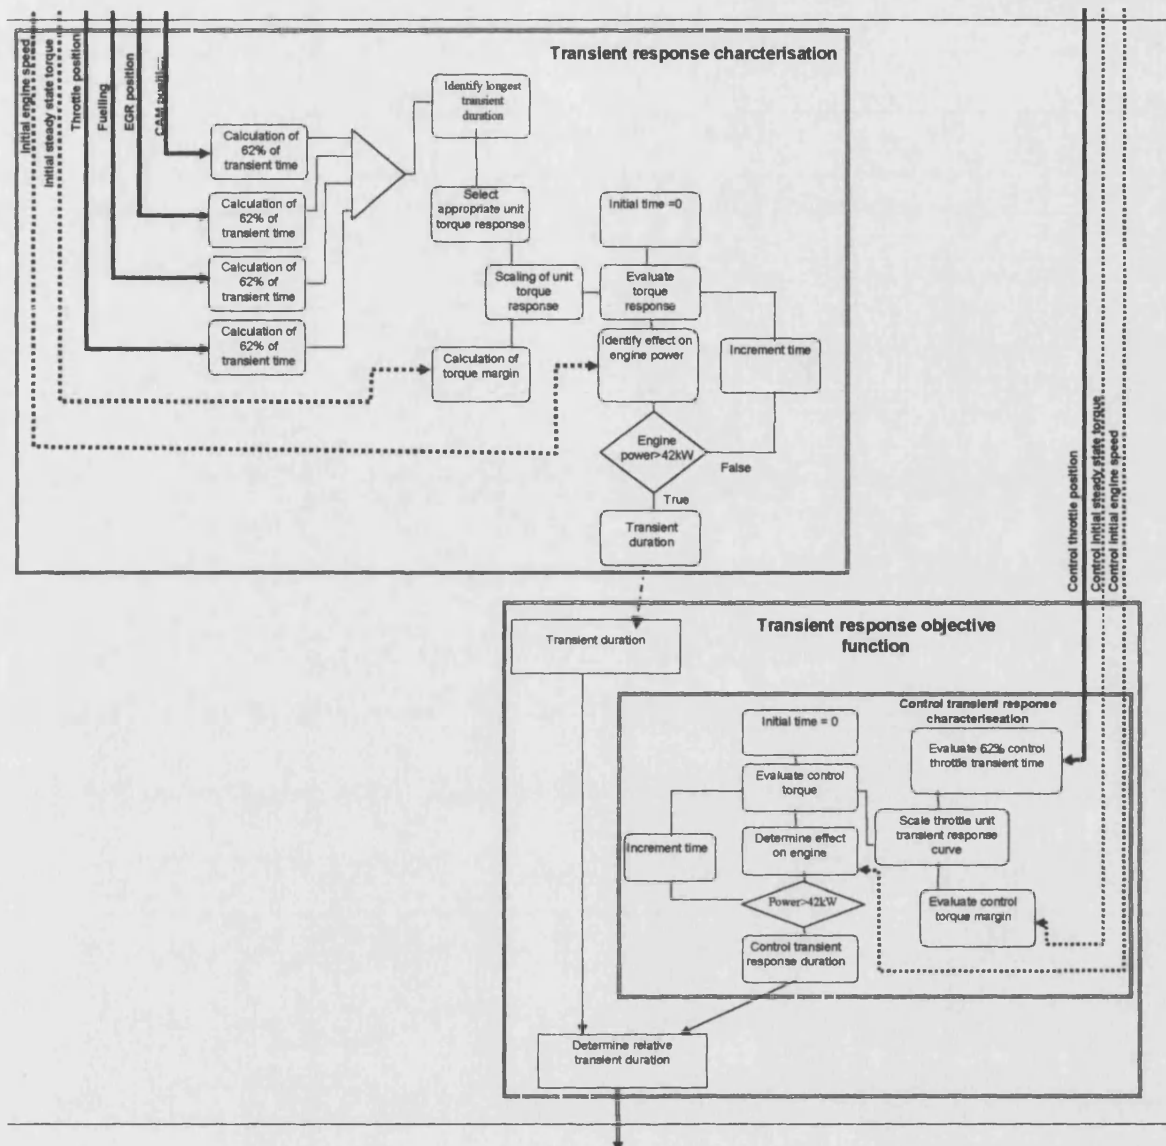 Transient response charcterisation
Initial engine speed
Initial steady state torque
Throttle position
Fuelling
EGR position
CAM position
Identify longest
transient
duration
Calculation of
62% of
transient time
Calculation of
62% of
transient time
Calculation of
62% of
transient time
Calculation of
62% of
transient time
Select
appropriate unit
torque response
Initial time =0
Scaling of unit
torque
response
Evaluate
torque
response
Calculation of
torque margin
Identify effect on
engine power
Increment time
Engine
power>42kW
False
True
Transient
duration
Control throttle position
Control initial steady state torque
Control initial engine speed
Transient response objective
function
Transient duration
Control transient response
characteriseation
Initial time = 0
Evaluate 62% control
throttle transient time
Evaluate control
torque
Scale throttle unit
transient response
curve
Increment time
Determine effect
on engine
Power>42kW
Evaluate control
torque margin
Control transient
response duration
Determine relative
transient duration